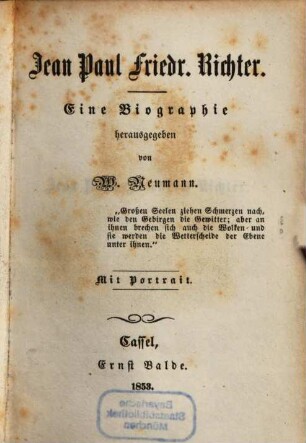 Jean Paul Friedr. Richter.
Eine Biographie
herausgegeben
von
W. Neumann.
„Großen Seelen ziehen Schmerzen nach,
wie den Gebirgen die Gewitter; aber an
ihnen brechen sich auch die Wolken und
sie werden die Wetterscheide der Ebene
unter ihnen."
Mit Portrait.
Cassel,
Ernst Balde.
1853.
Bayerische
Staatsbibliothek
München